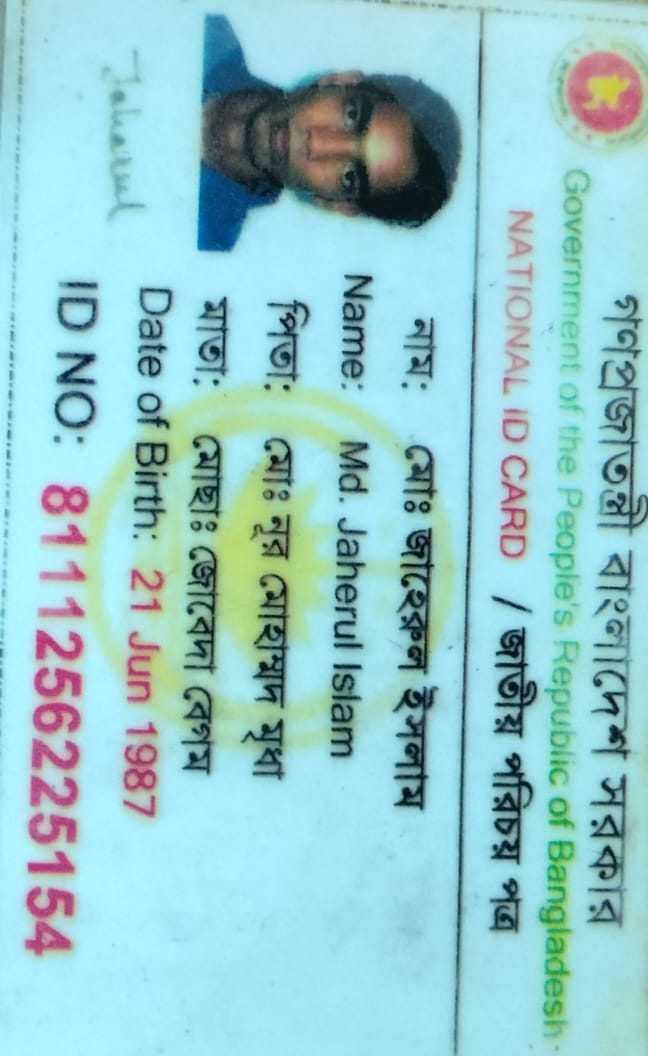 গণপ্রজাতন্ত্রী বাংলাদেশ সরকার
Government of the People's Republic of Bangladesh
NATIONAL ID CARD / জাতীয় পরিচয় পত্র
নাম: মোঃ জাহেরুল ইসলাম
Name: Md. Jaherul Islam
পিতা: মোঃ নূর মোহাম্মদ মৃধা
মাতা: মোছাঃ জোবেদা বেগম
Date of Birth: 21 Jun 1987
ID NO: 8111256225154
Jaherul